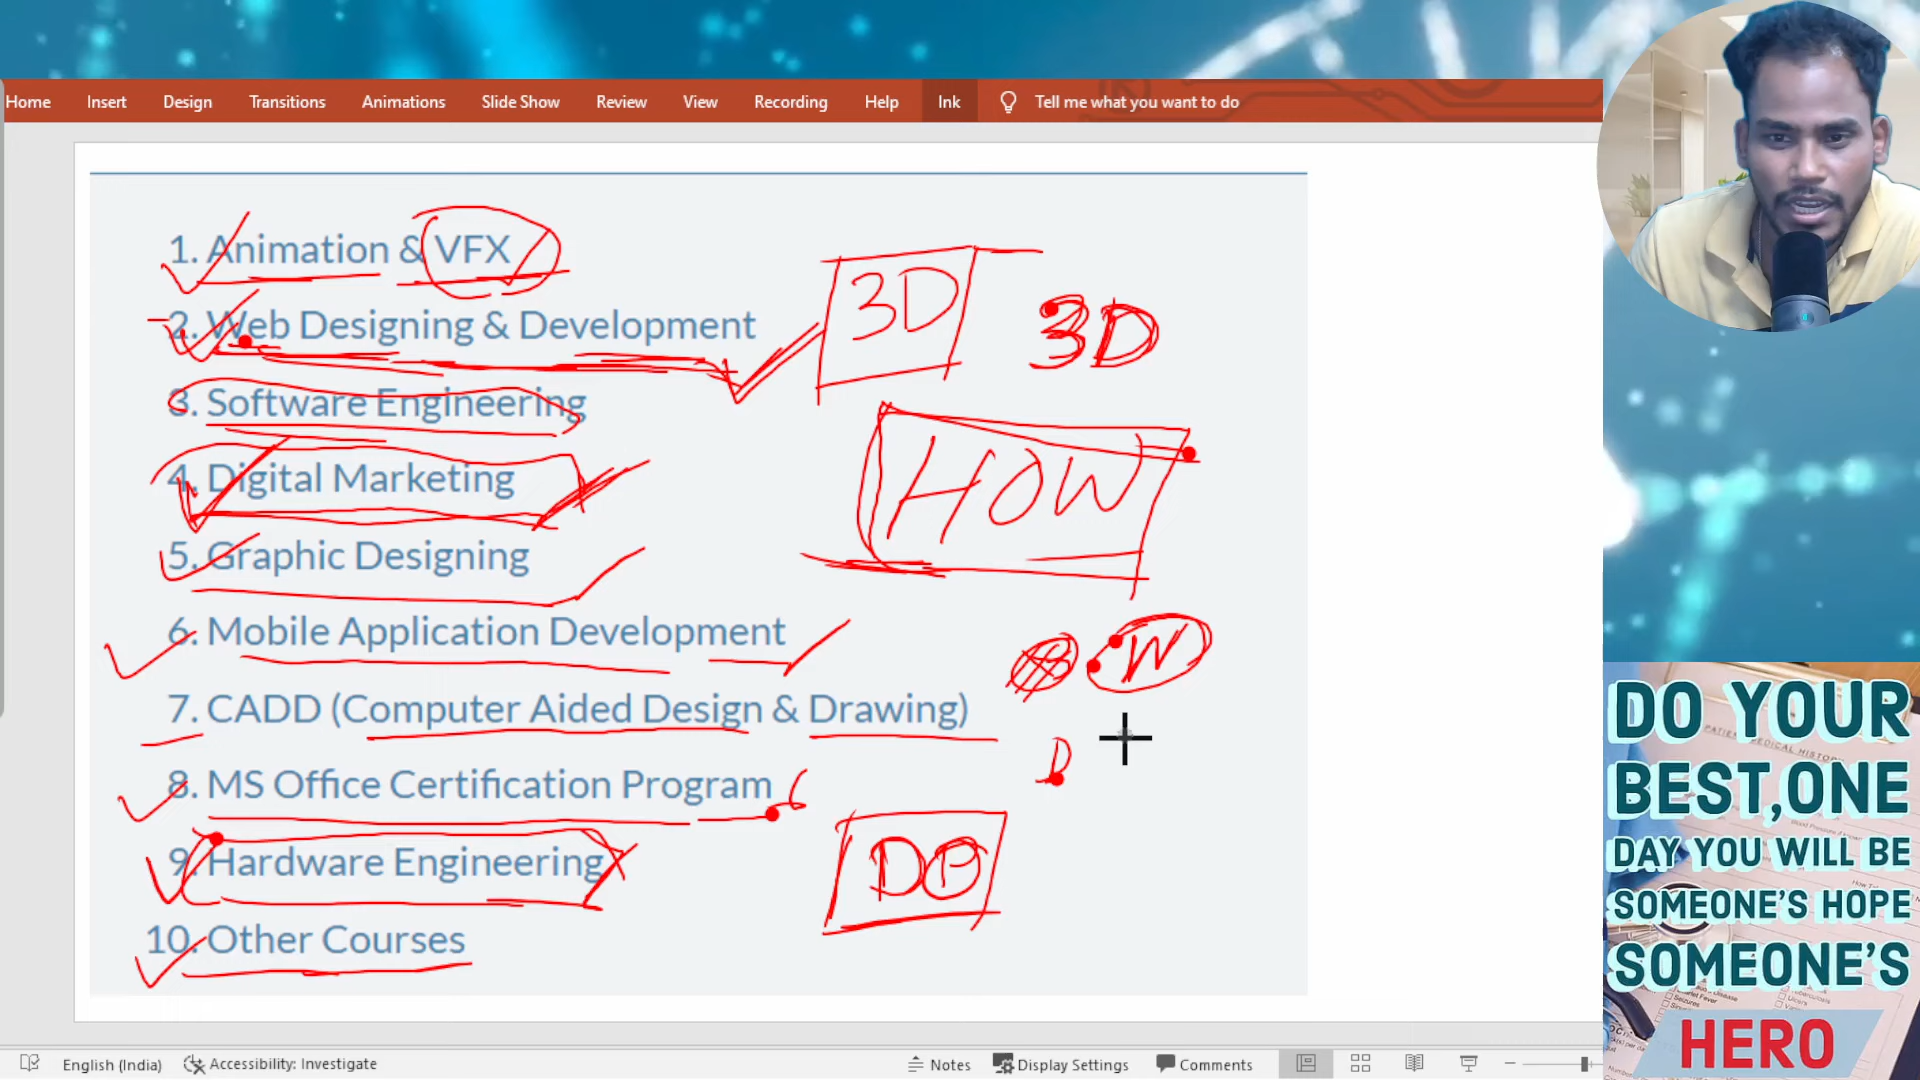 Home Insert Design Transitions Animations Slide Show Review View Recording Help Ink Tell me what you want to do
1. Animation & VFX
2. Web Designing & Development
3. Software Engineering
4. Digital Marketing
5. Graphic Designing
6. Mobile Application Development
7. CADD (Computer Aided Design & Drawing)
8. MS Office Certification Program
9. Hardware Engineering
10. Other Courses
3D
3D
HOW
W
D
DP
DO YOUR
BEST,ONE
DAY YOU WILL BE
SOMEONE'S HOPE
SOMEONE'S
HERO
English (India) Accessibility: Investigate Notes Display Settings Comments